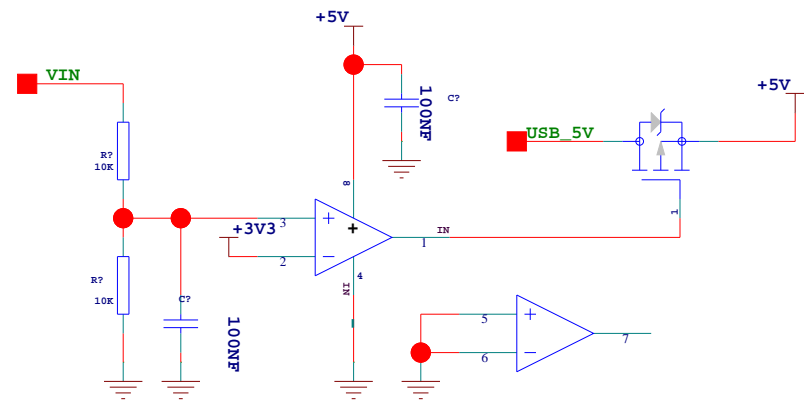 +5V
VIN
+5V
100NF
C?
USB_5V
R?
10K
8
+3V3
3
+
+
1
IN
1
2
−
4
IN
R?
10K
C?
100NF
5
+
6
−
7